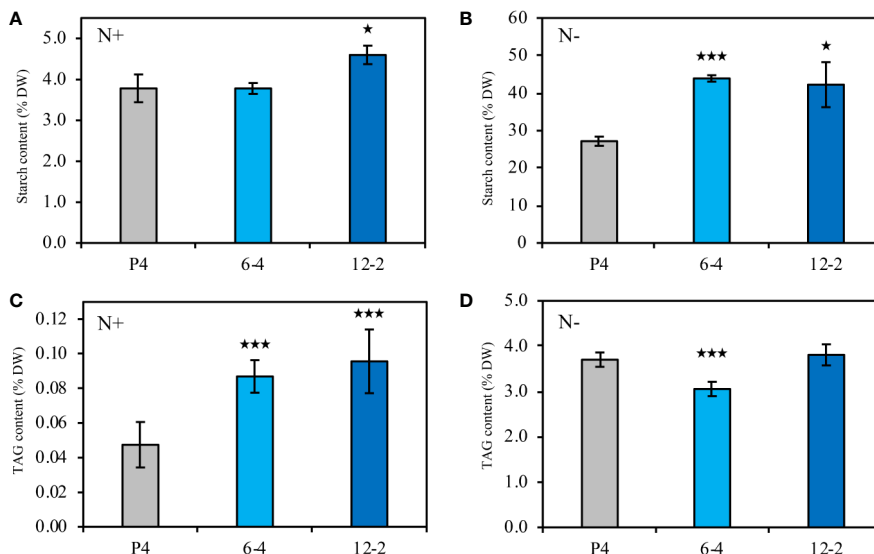 A
N+
★
Starch content (% DW)
5.0
4.0
3.0
2.0
1.0
0.0
P4 6-4 12-2
B
N-
★★★
★
Starch content (% DW)
60
50
40
30
20
10
0
P4 6-4 12-2
C
N+
★★★
★★★
TAG content (% DW)
0.12
0.10
0.08
0.06
0.04
0.02
0.00
P4 6-4 12-2
D
N-
★★★
TAG content (% DW)
5.0
4.0
3.0
2.0
1.0
0.0
P4 6-4 12-2